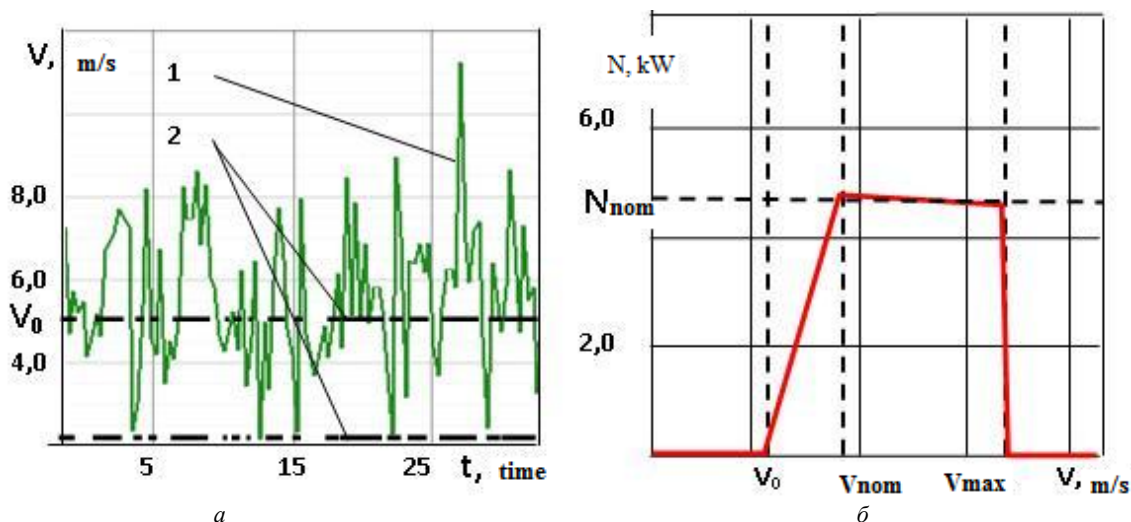 V, m/s
1
2
8,0
6,0
V₀
4,0
5 15 25 t, time
а
N, kW
6,0
Nnom
2,0
V₀ Vnom Vmax V, m/s
б